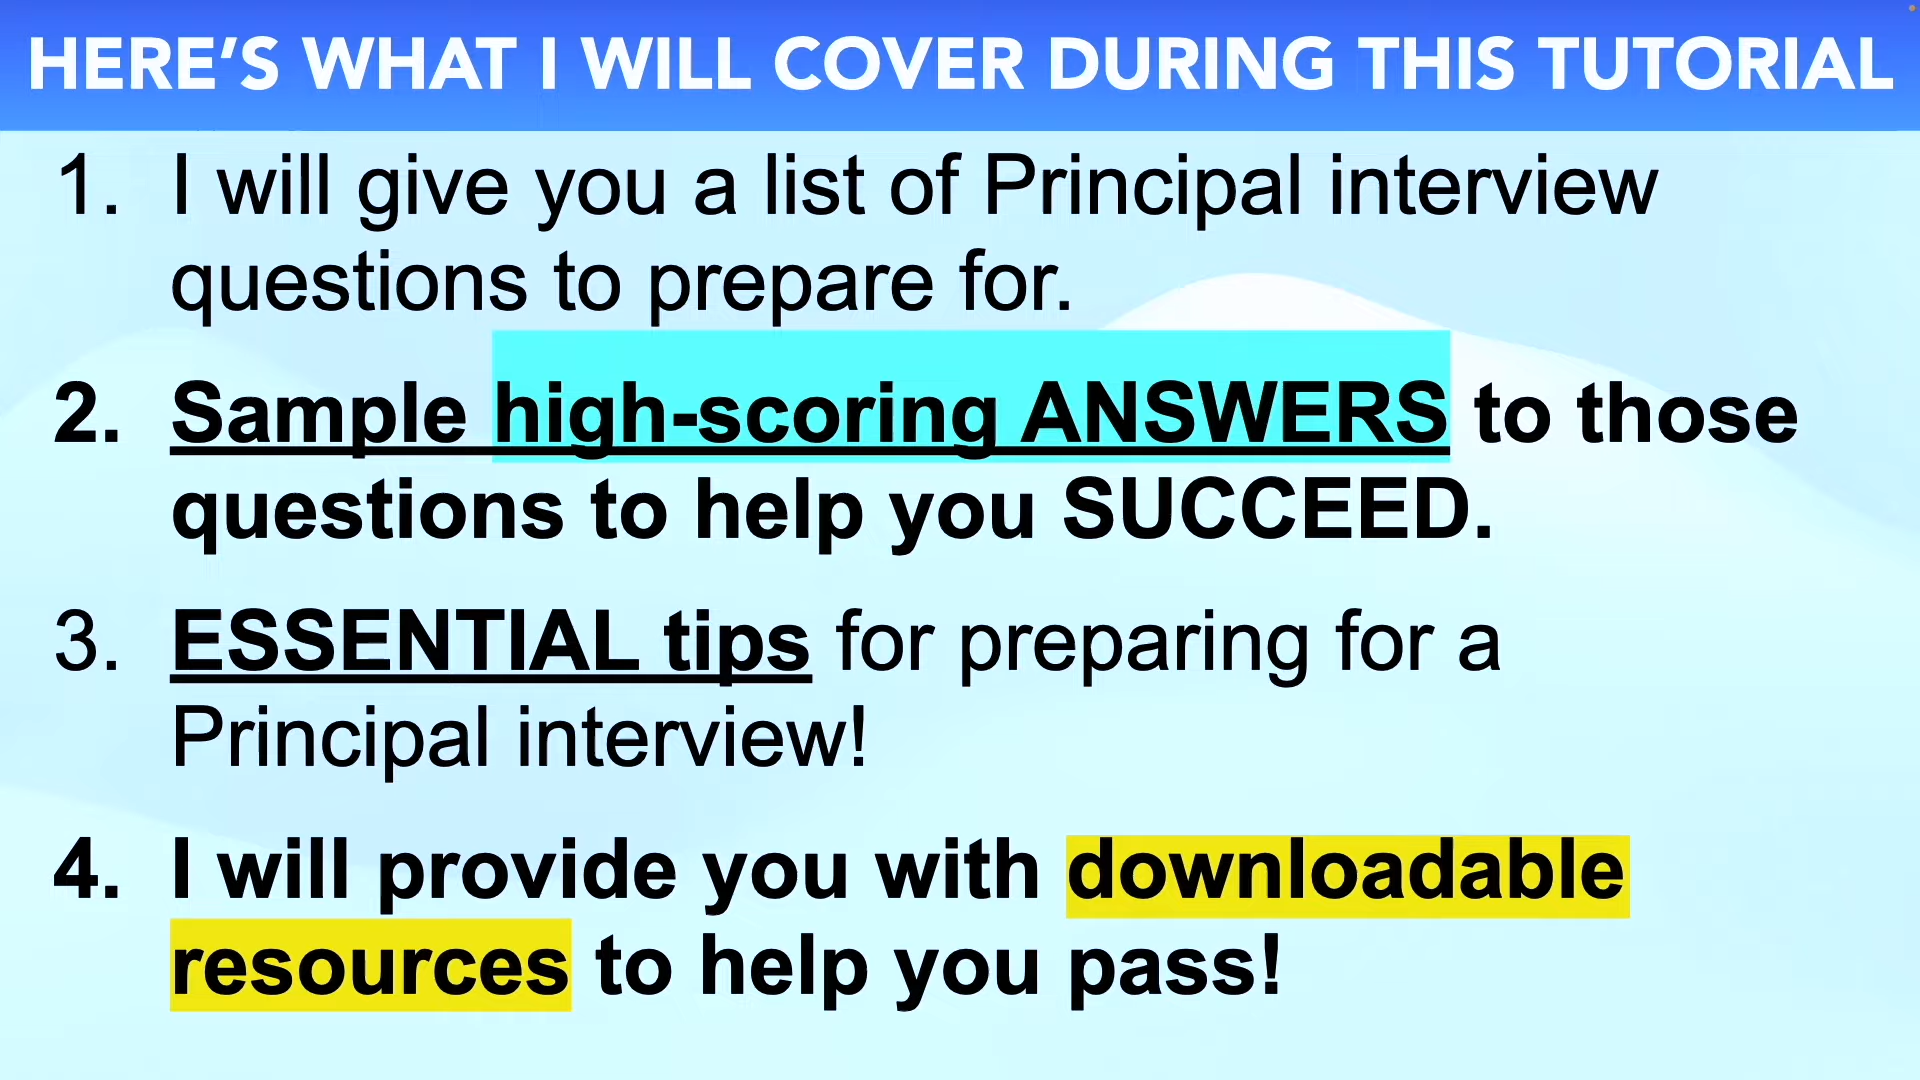 HERE’S WHAT I WILL COVER DURING THIS TUTORIAL
1. I will give you a list of Principal interview
questions to prepare for.
2. Sample high-scoring ANSWERS to those
questions to help you SUCCEED.
3. ESSENTIAL tips for preparing for a
Principal interview!
4. I will provide you with downloadable
resources to help you pass!